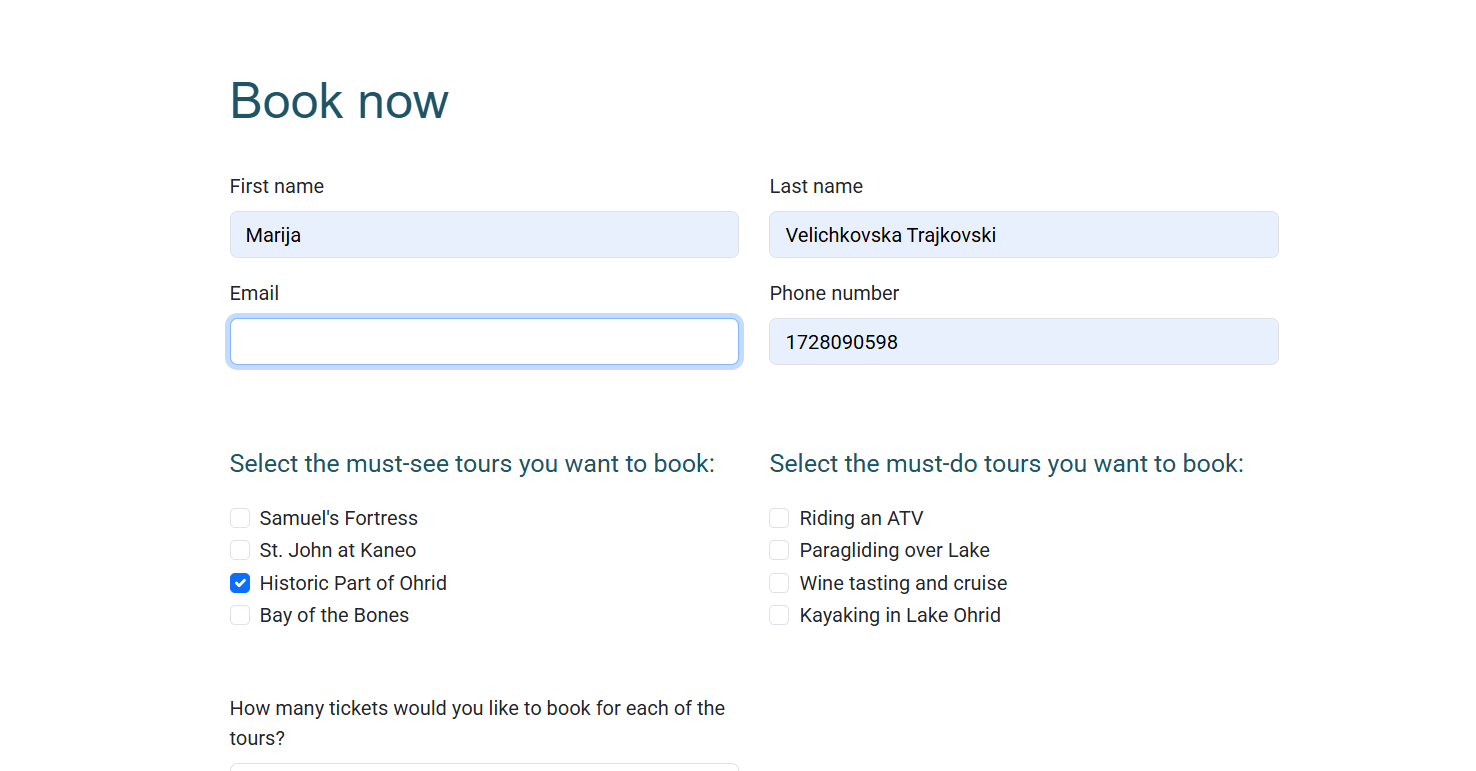 Book now
First name
Last name
Marija
Velichkovska Trajkovski
Email
Phone number
1728090598
Select the must-see tours you want to book:
Samuel's Fortress
St. John at Kaneo
Historic Part of Ohrid
Bay of the Bones
Select the must-do tours you want to book:
Riding an ATV
Paragliding over Lake
Wine tasting and cruise
Kayaking in Lake Ohrid
How many tickets would you like to book for each of the
tours?